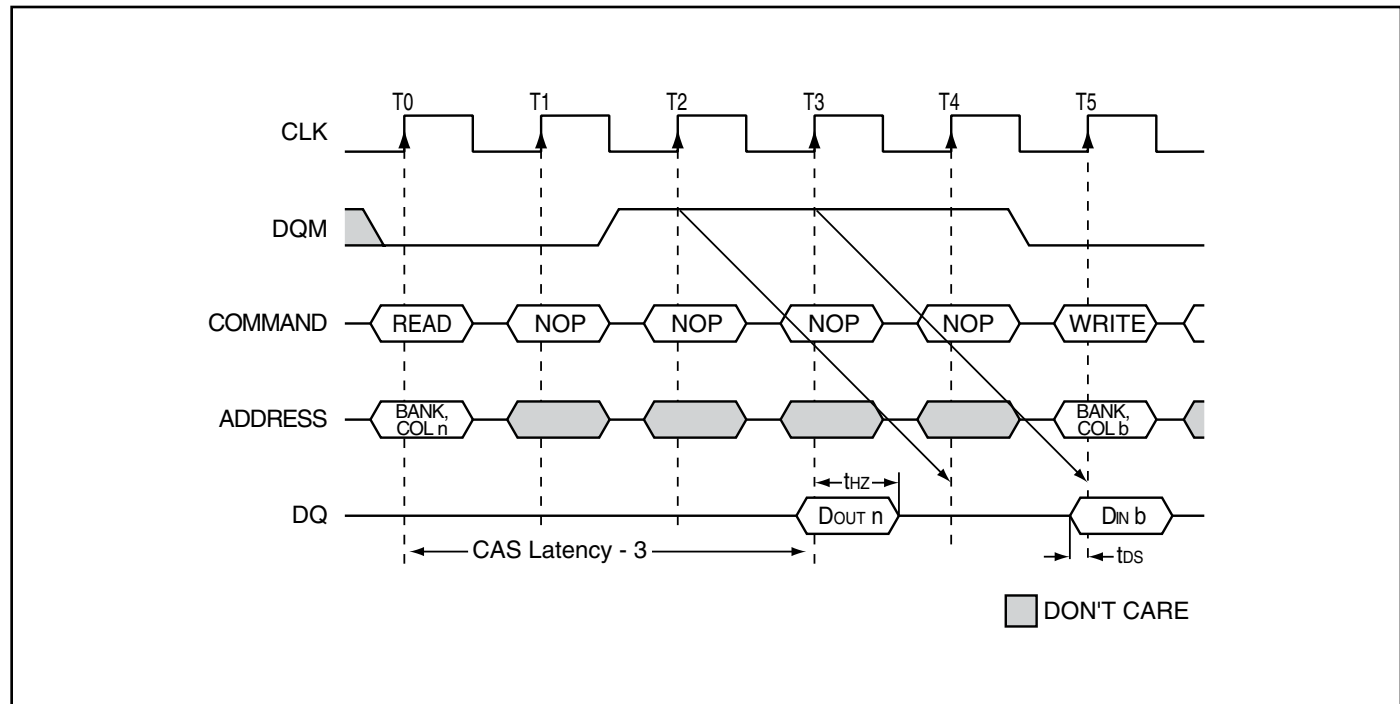 T0 T1 T2 T3 T4 T5
CLK
DQM
COMMAND READ NOP NOP NOP NOP WRITE
ADDRESS BANK, COL n BANK, COL b
tHZ
DQ DOUT n DIN b
CAS Latency - 3 tDS
DON'T CARE